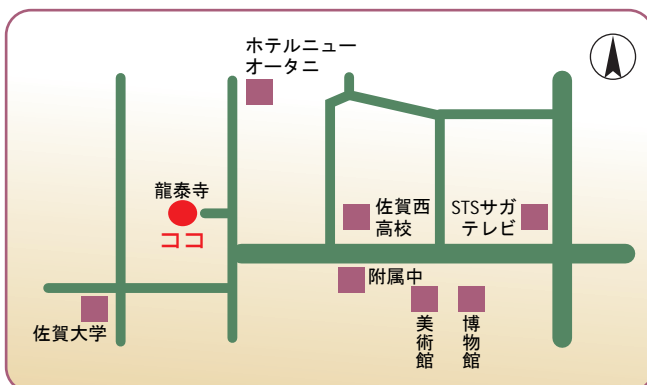 ホテルニュー
オータニ
龍泰寺
ココ
佐賀西
高校
STSサガ
テレビ
附属中
佐賀大学
美術館
博物館